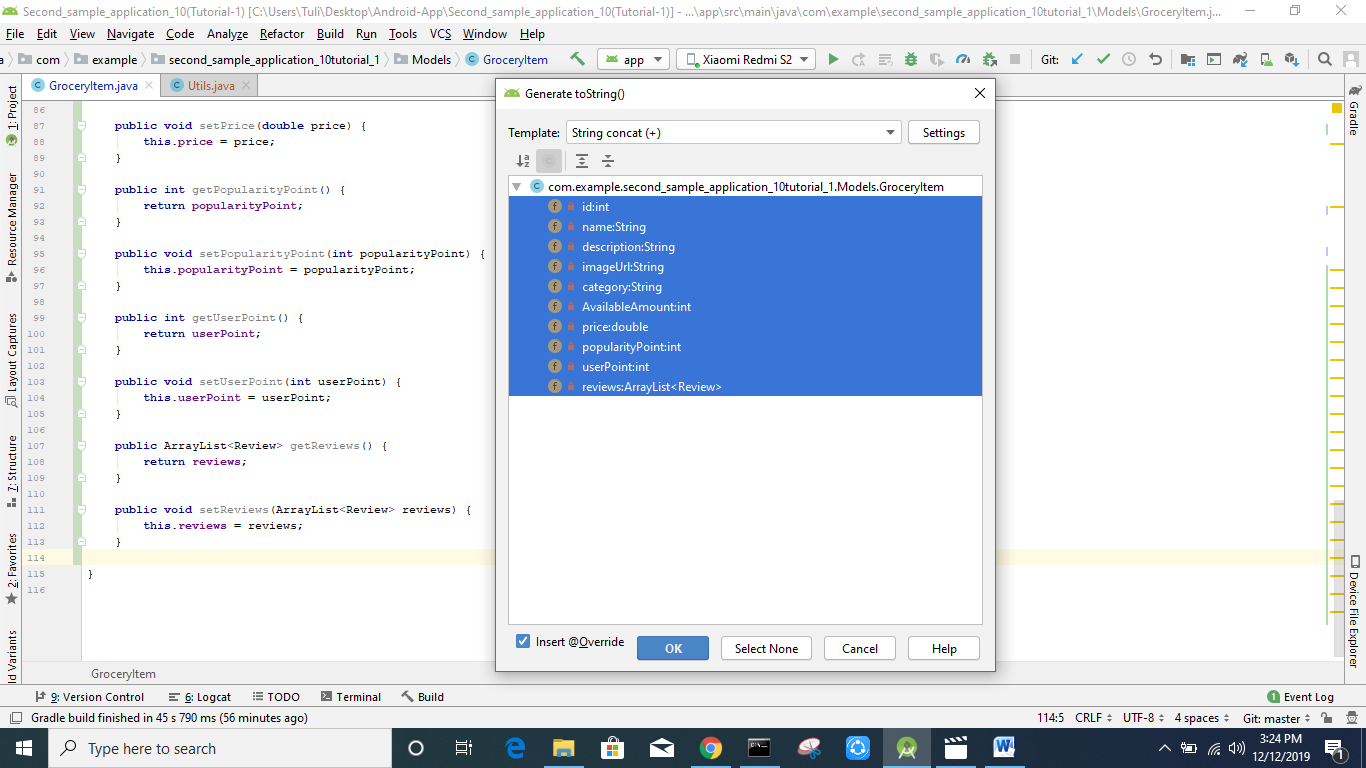 Second_sample_application_10(Tutorial-1) [C:\Users\Tuli\Desktop\Android-App\Second_sample_application_10(Tutorial-1)] - ...\app\src\main\java\com\example\second_sample_application_10tutorial_1\Models\GroceryItem.j...
File Edit View Navigate Code Analyze Refactor Build Run Tools VCS Window Help
a com example second_sample_application_10tutorial_1 Models GroceryItem app Xiaomi Redmi S2 Git:
GroceryItem.java Utils.java
1: Project
Resource Manager
Layout Captures
7: Structure
2: Favorites
ld Variants
86
87 public void setPrice(double price) {
88 this.price = price;
89 }
90
91 public int getPopularityPoint() {
92 return popularityPoint;
93 }
94
95 public void setPopularityPoint(int popularityPoint) {
96 this.popularityPoint = popularityPoint;
97 }
98
99 public int getUserPoint() {
100 return userPoint;
101 }
102
103 public void setUserPoint(int userPoint) {
104 this.userPoint = userPoint;
105 }
106
107 public ArrayList<Review> getReviews() {
108 return reviews;
109 }
110
111 public void setReviews(ArrayList<Review> reviews) {
112 this.reviews = reviews;
113 }
114
115 }
116
GroceryItem
Generate toString()
Template: String concat (+) Settings
com.example.second_sample_application_10tutorial_1.Models.GroceryItem
id:int
name:String
description:String
imageUrl:String
category:String
AvailableAmount:int
price:double
popularityPoint:int
userPoint:int
reviews:ArrayList<Review>
Insert @Override OK Select None Cancel Help
Gradle
Device File Explorer
9: Version Control 6: Logcat TODO Terminal Build 1 Event Log
Gradle build finished in 45 s 790 ms (56 minutes ago) 114:5 CRLF UTF-8 4 spaces Git: master
Type here to search
3:24 PM
12/12/2019
1